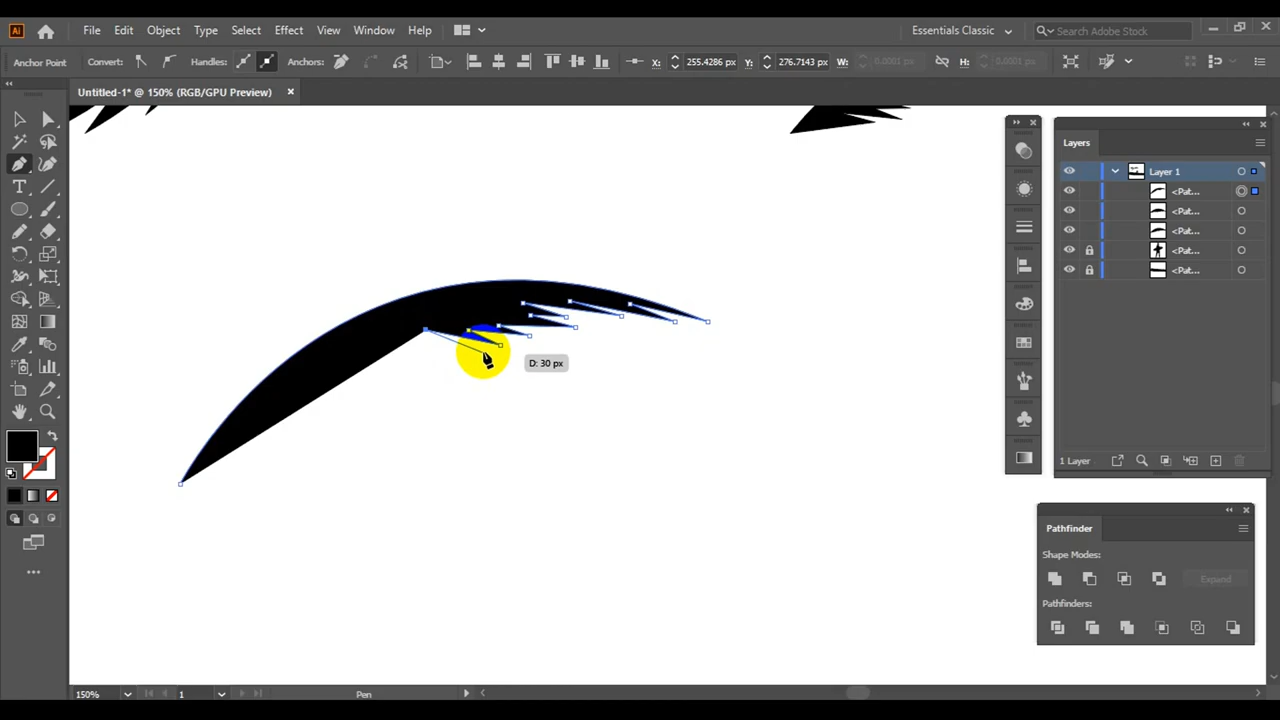 Ai File Edit Object Type Select Effect View Window Help Essentials Classic Search Adobe Stock
Anchor Point Convert: Handles: Anchors: X: 255.4286 px Y: 276.7143 px W: 0.0001 px H: 0.0001 px
Untitled-1* @ 150% (RGB/GPU Preview)
Layers
Layer 1
<Pat...
<Pat...
<Pat...
<Pat...
<Pat...
D: 30 px
1 Layer
Pathfinder
Shape Modes:
Expand
Pathfinders:
150% 1 Pen